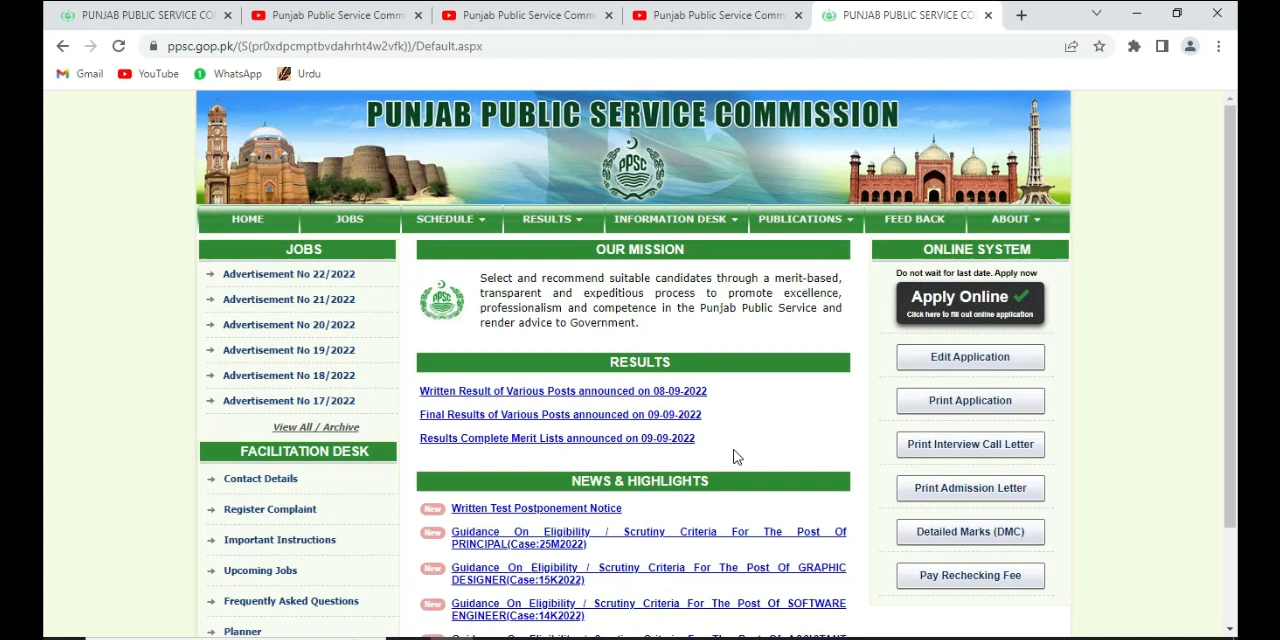 PUNJAB PUBLIC SERVICE CO
Punjab Public Service Comm
Punjab Public Service Comm
Punjab Public Service Comm
PUNJAB PUBLIC SERVICE CO
ppsc.gop.pk/(S(pr0xdpcmptbvdahrht4w2vfk))/Default.aspx
Gmail
YouTube
WhatsApp
Urdu
PUNJAB PUBLIC SERVICE COMMISSION
PPSC
HOME
JOBS
SCHEDULE
RESULTS
INFORMATION DESK
PUBLICATIONS
FEED BACK
ABOUT
JOBS
Advertisement No 22/2022
Advertisement No 21/2022
Advertisement No 20/2022
Advertisement No 19/2022
Advertisement No 18/2022
Advertisement No 17/2022
View All / Archive
FACILITATION DESK
Contact Details
Register Complaint
Important Instructions
Upcoming Jobs
Frequently Asked Questions
Planner
OUR MISSION
PPSC
Select and recommend suitable candidates through a merit-based,
transparent and expeditious process to promote excellence,
professionalism and competence in the Punjab Public Service and
render advice to Government.
RESULTS
Written Result of Various Posts announced on 08-09-2022
Final Results of Various Posts announced on 09-09-2022
Results Complete Merit Lists announced on 09-09-2022
NEWS & HIGHLIGHTS
New Written Test Postponement Notice
New Guidance On Eligibility / Scrutiny Criteria For The Post Of
PRINCIPAL(Case:25M2022)
New Guidance On Eligibility / Scrutiny Criteria For The Post Of GRAPHIC
DESIGNER(Case:15K2022)
New Guidance On Eligibility / Scrutiny Criteria For The Post Of SOFTWARE
ENGINEER(Case:14K2022)
ONLINE SYSTEM
Do not wait for last date. Apply now
Apply Online
Click here to fill out online application
Edit Application
Print Application
Print Interview Call Letter
Print Admission Letter
Detailed Marks (DMC)
Pay Rechecking Fee